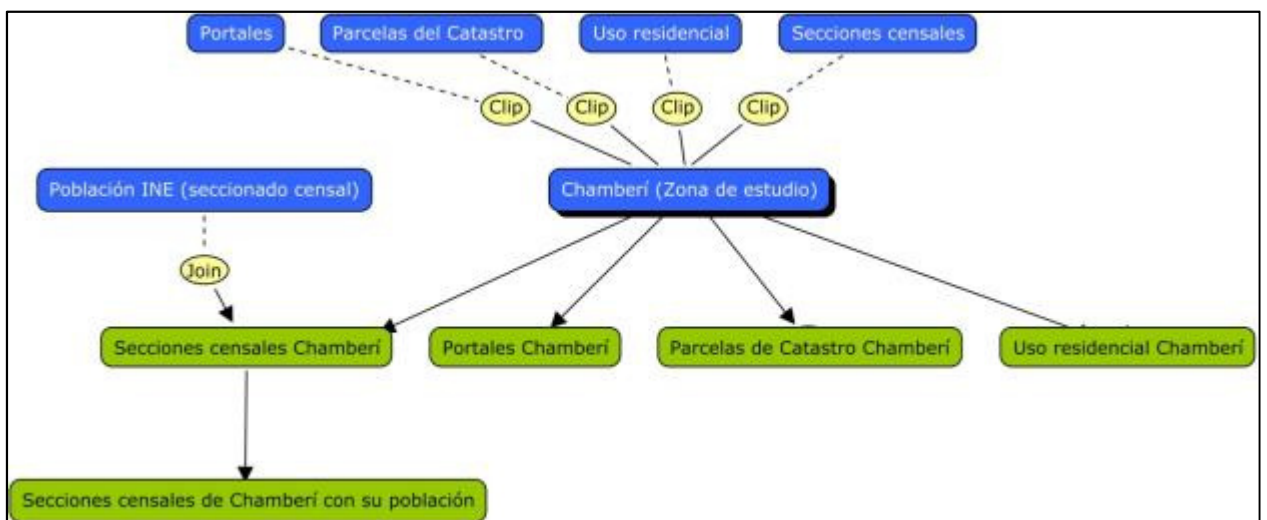 Portales
Parcelas del Catastro
Uso residencial
Secciones censales
Clip
Clip
Clip
Clip
Población INE (seccionado censal)
Chamberí (Zona de estudio)
Join
Secciones censales Chamberí
Portales Chamberí
Parcelas de Catastro Chamberí
Uso residencial Chamberí
Secciones censales de Chamberí con su población